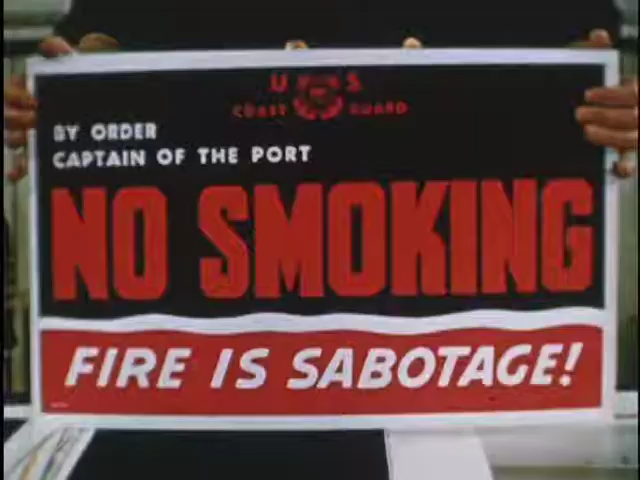 U S
COAST GUARD
BY ORDER
CAPTAIN OF THE PORT
NO SMOKING
FIRE IS SABOTAGE!